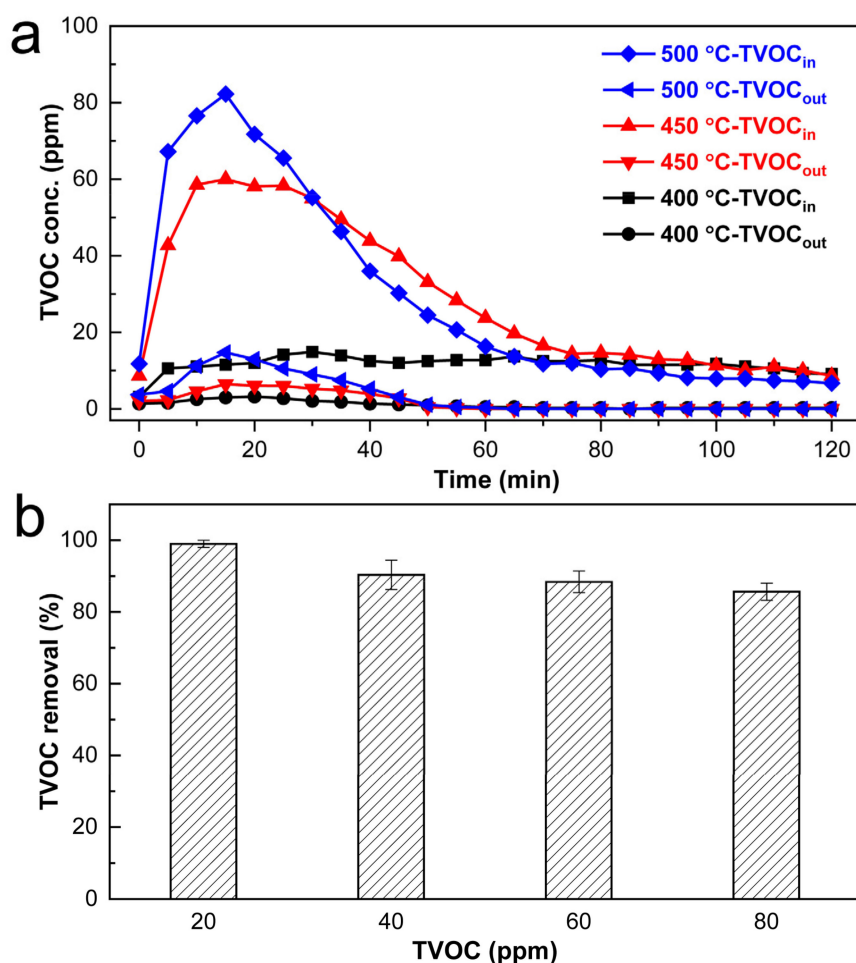 a
100
80
60
40
20
0
TVOC conc. (ppm)
500 °C-TVOCin
500 °C-TVOCout
450 °C-TVOCin
450 °C-TVOCout
400 °C-TVOCin
400 °C-TVOCout
0 20 40 60 80 100 120
Time (min)
b
100
80
60
40
20
0
TVOC removal (%)
20 40 60 80
TVOC (ppm)